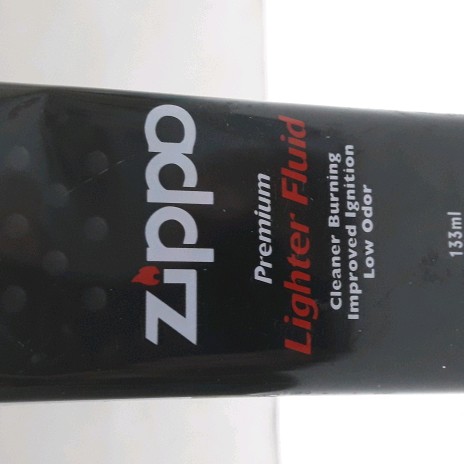 zippo
Premium
Lighter Fluid
Cleaner Burning
Improved Ignition
Low Odor
133ml